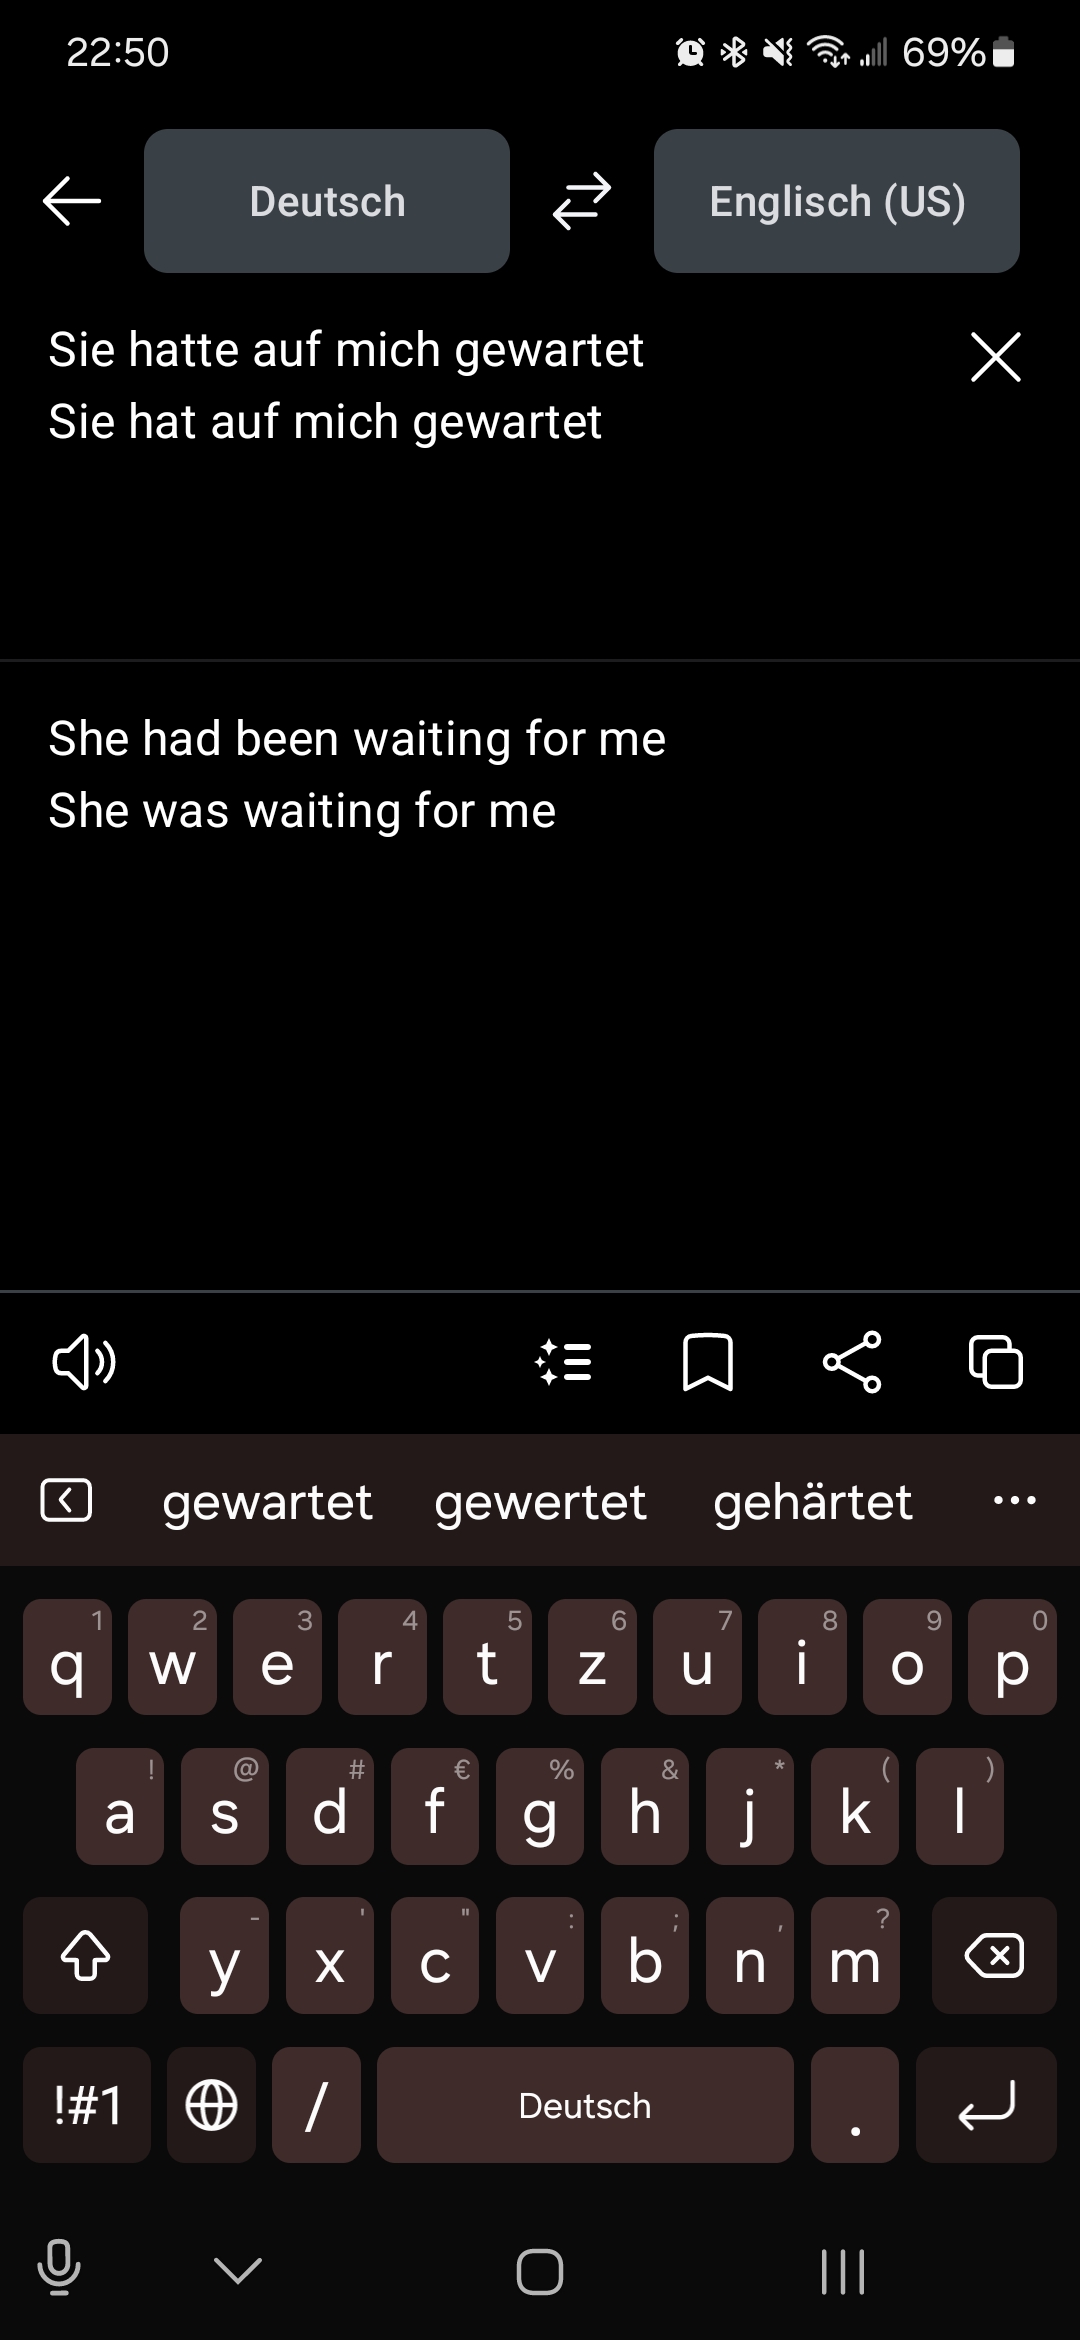 22:50 69%
Deutsch Englisch (US)
Sie hatte auf mich gewartet
Sie hat auf mich gewartet
She had been waiting for me
She was waiting for me
gewartet gewertet gehärtet ...
1 2 3 4 5 6 7 8 9 0
q w e r t z u i o p
! @ # € % & * ( )
a s d f g h j k l
- ' " : ; , ?
y x c v b n m
!#1 / Deutsch .